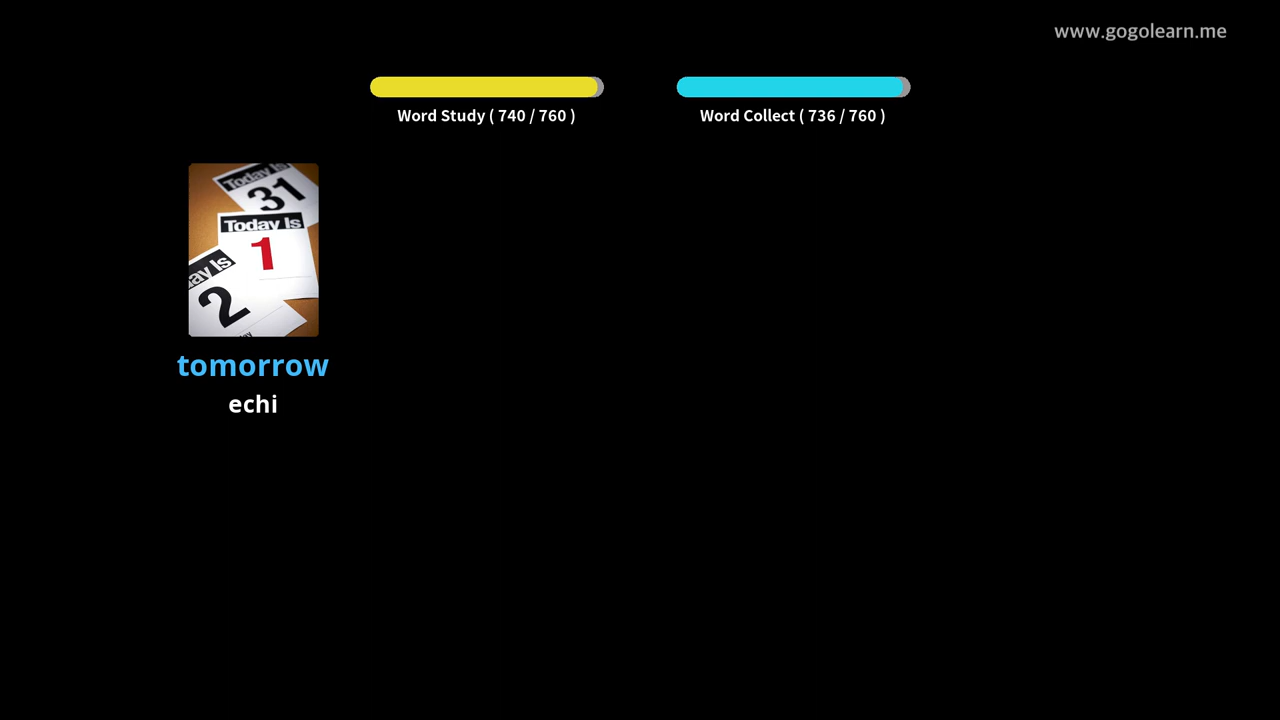 www.gogolearn.me
Word Study ( 740 / 760 )
Word Collect ( 736 / 760 )
Today Is
31
Today Is
1
ay Is
2
tomorrow
echi